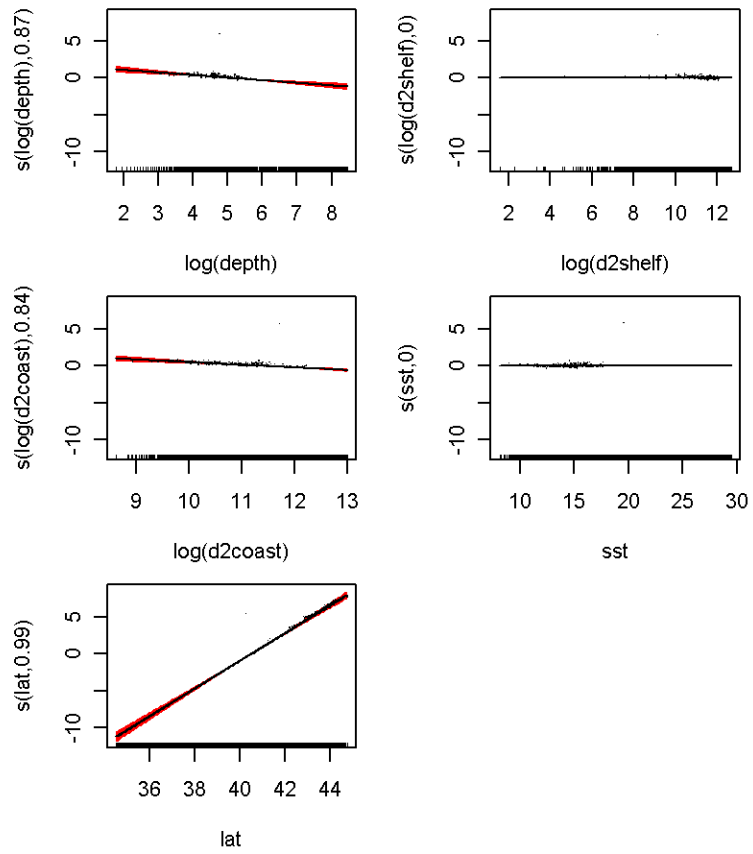 s(log(depth),0.87)
5
0
-10
2 3 4 5 6 7 8
log(depth)
s(log(d2shelf),0)
5
0
-10
2 4 6 8 10 12
log(d2shelf)
s(log(d2coast),0.84)
5
0
-10
9 10 11 12 13
log(d2coast)
s(sst,0)
5
0
-10
10 15 20 25 30
sst
s(lat,0.99)
5
0
-10
36 38 40 42 44
lat